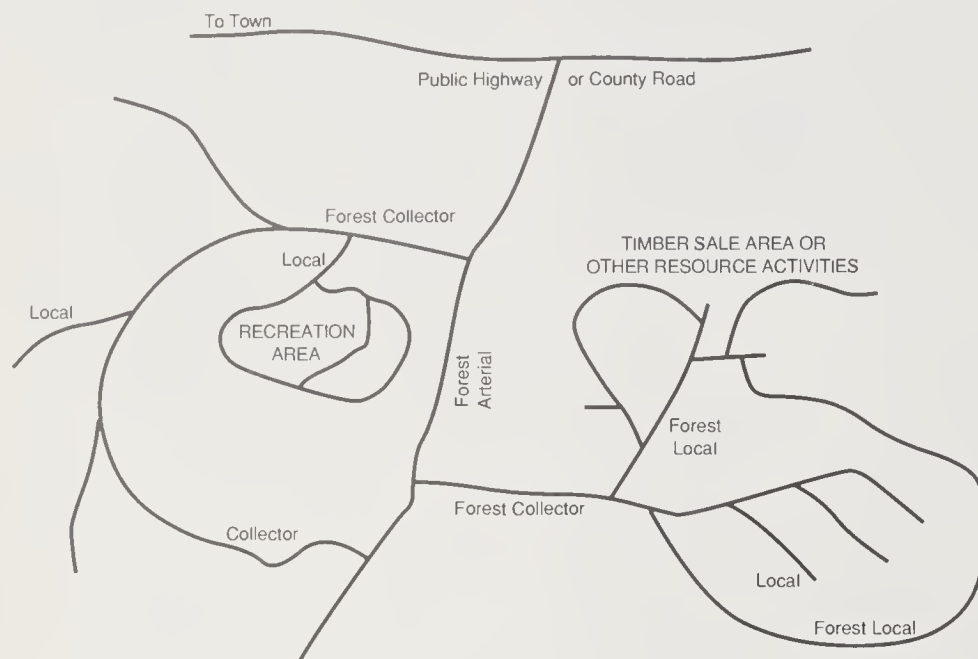 To Town
Public Highway or County Road
Forest Collector
TIMBER SALE AREA OR
OTHER RESOURCE ACTIVITIES
Local
Local
RECREATION
AREA
Forest
Arterial
Forest
Local
Forest Collector
Collector
Local
Forest Local